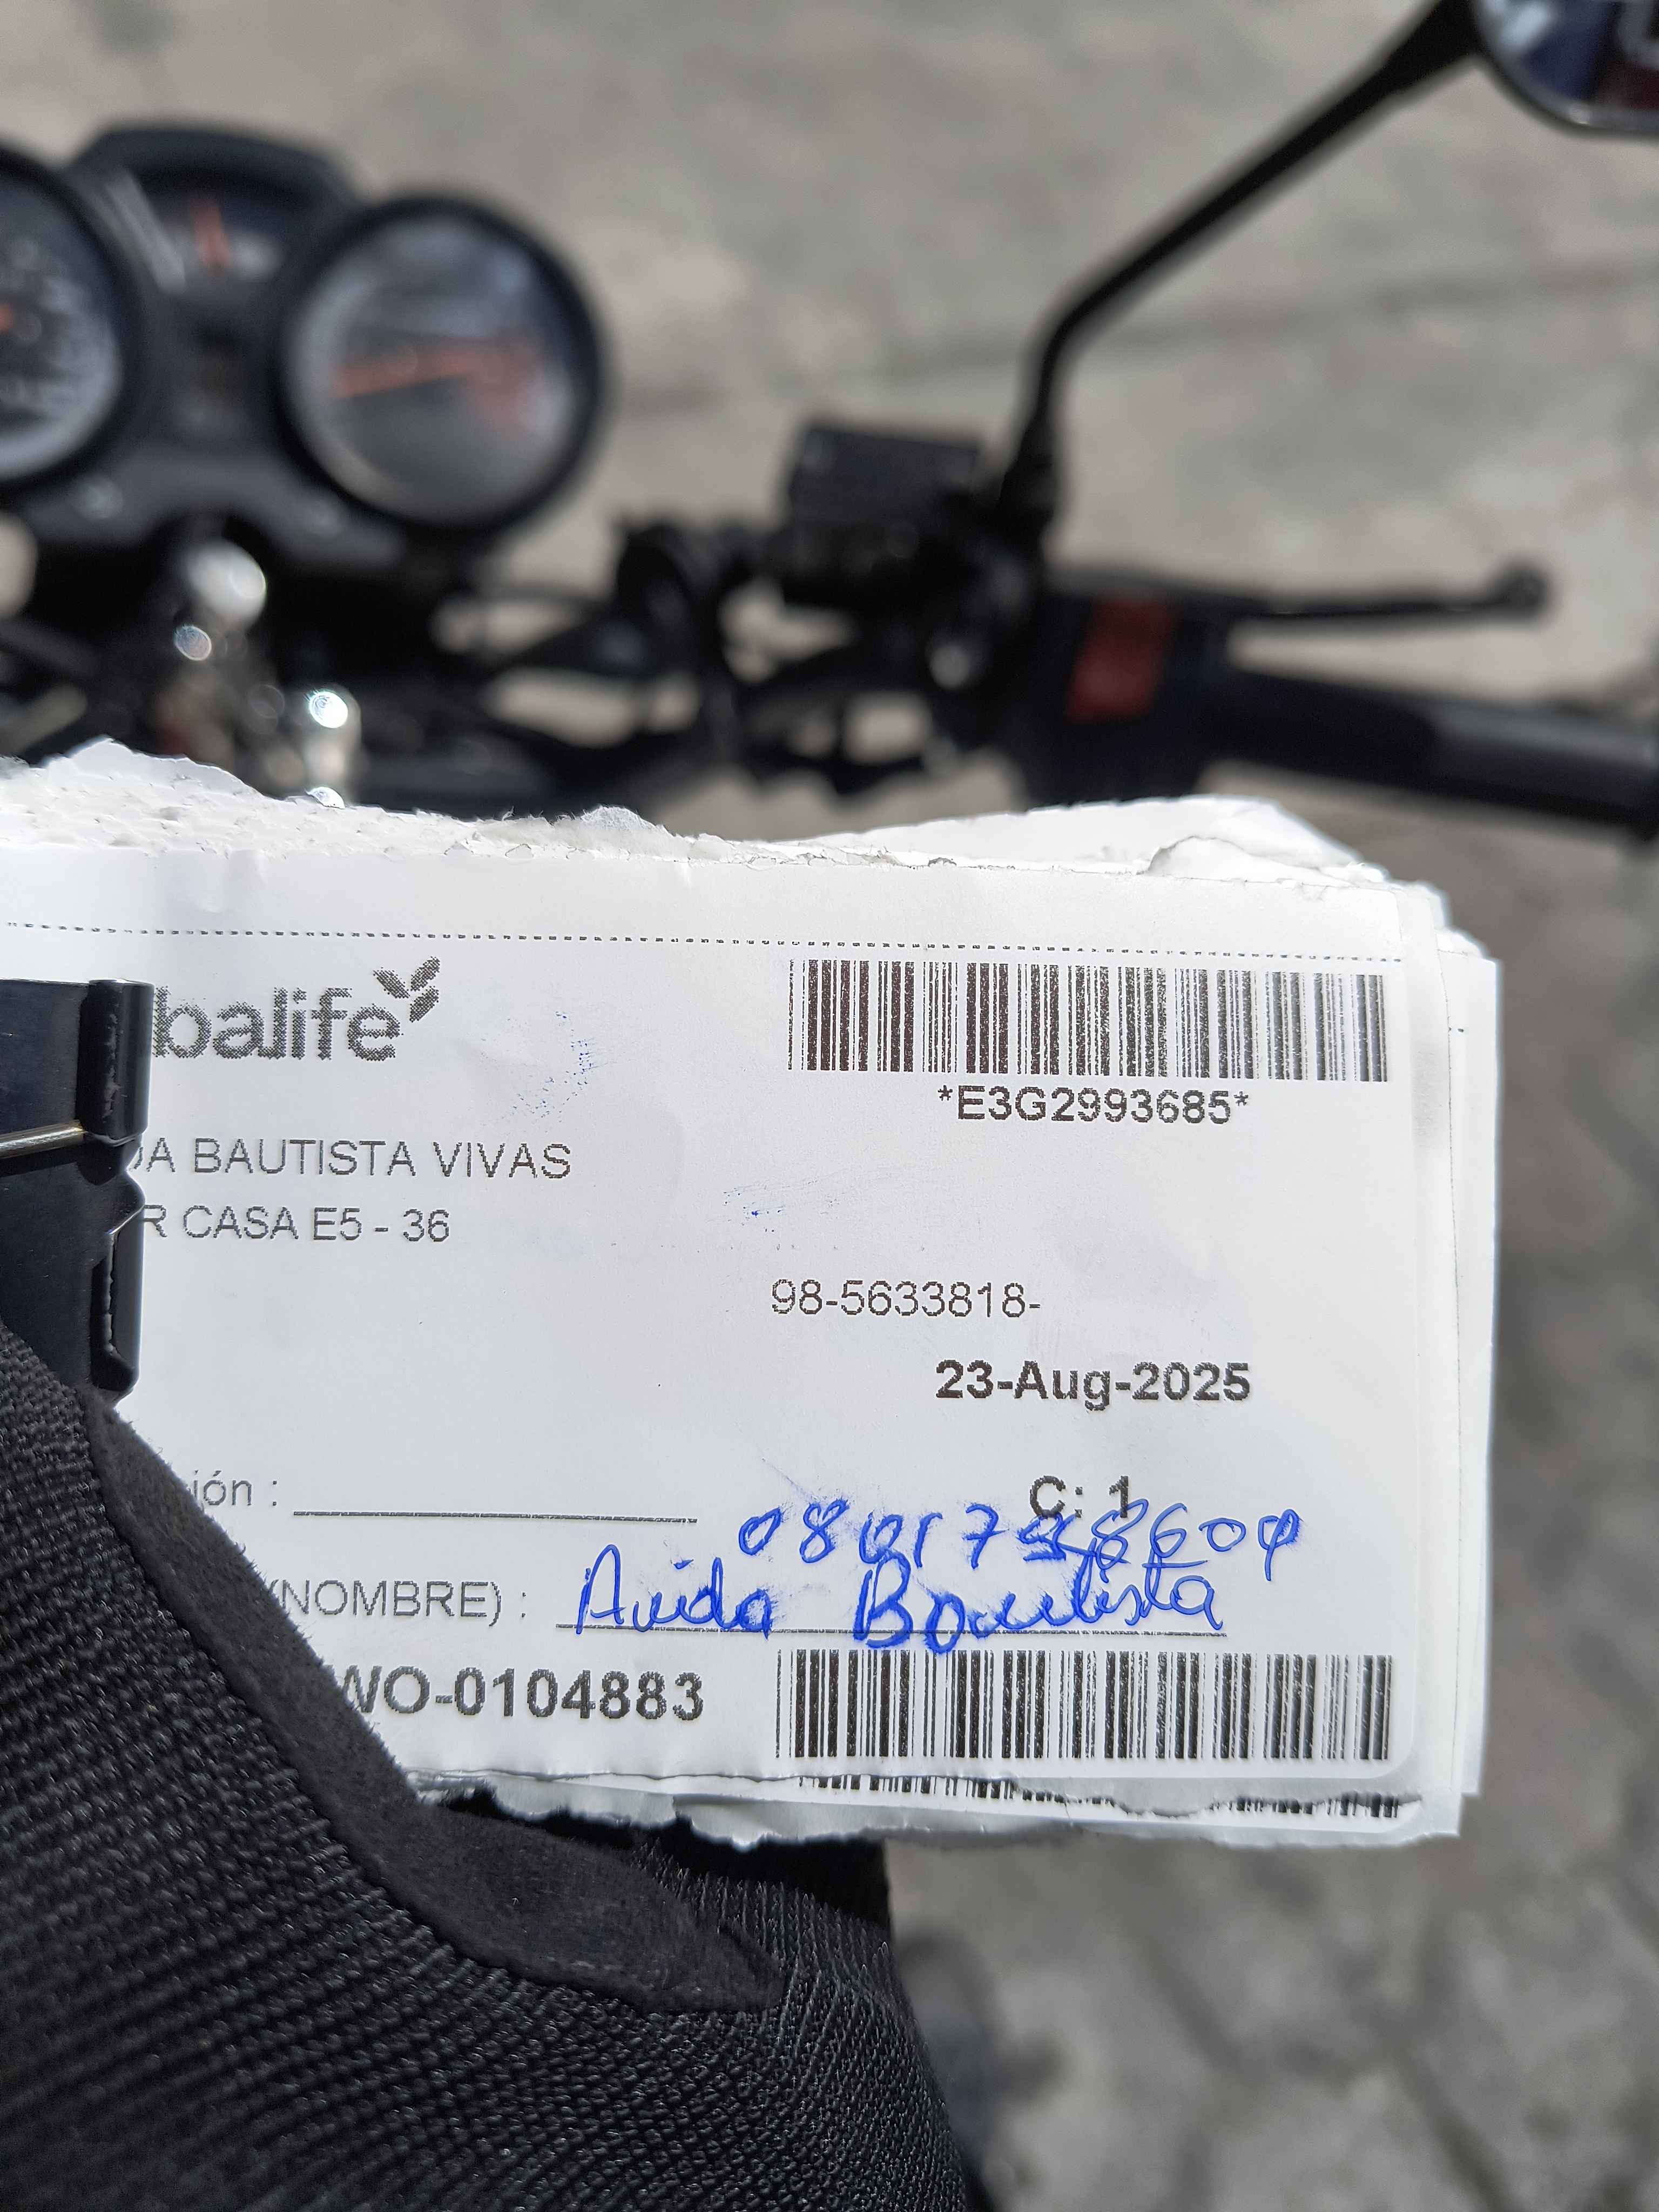 balife
*E3G2993685*
DA BAUTISTA VIVAS
R CASA E5 - 36
98-5633818-
23-Aug-2025
ión :
C: 1
(NOMBRE) : Aida Bautista
WO-0104883